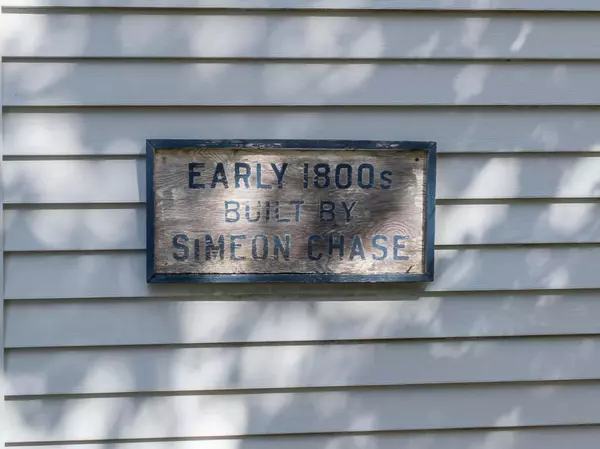 EARLY 1800s
BUILT BY
SIMEON CHASE